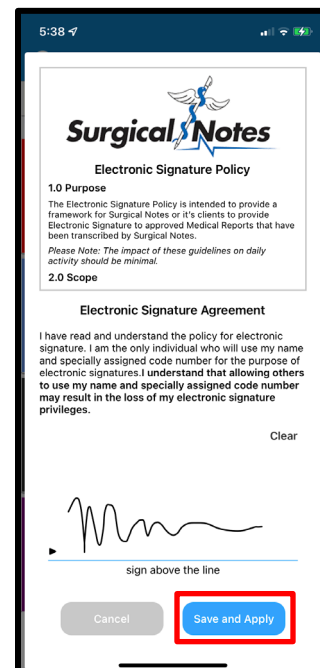 5:38
Surgical Notes
Electronic Signature Policy
1.0 Purpose
The Electronic Signature Policy is intended to provide a
framework for Surgical Notes or it's clients to provide
Electronic Signature to approved Medical Reports that have
been transcribed by Surgical Notes.
Please Note: The impact of these guidelines on daily
activity should be minimal.
2.0 Scope
Electronic Signature Agreement
I have read and understand the policy for electronic
signature. I am the only individual who will use my name
and specially assigned code number for the purpose of
electronic signatures.I understand that allowing others
to use my name and specially assigned code number
may result in the loss of my electronic signature
privileges.
Clear
sign above the line
Cancel
Save and Apply